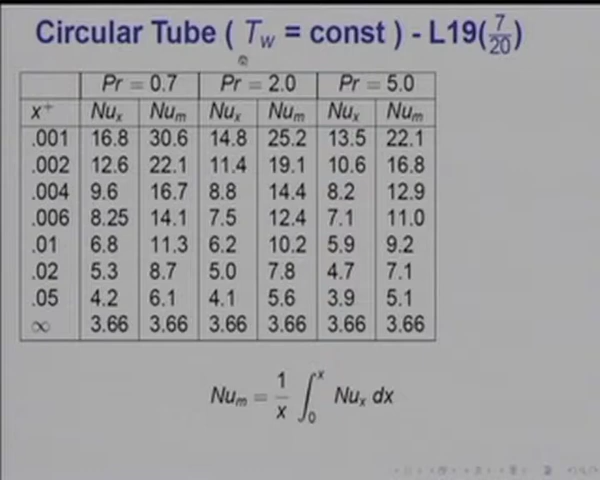 Circular Tube ( T_w = const ) - L19(7/20)
Pr = 0.7 Pr = 2.0 Pr = 5.0
x⁺ Nu_x Nu_m Nu_x Nu_m Nu_x Nu_m
.001 16.8 30.6 14.8 25.2 13.5 22.1
.002 12.6 22.1 11.4 19.1 10.6 16.8
.004 9.6 16.7 8.8 14.4 8.2 12.9
.006 8.25 14.1 7.5 12.4 7.1 11.0
.01 6.8 11.3 6.2 10.2 5.9 9.2
.02 5.3 8.7 5.0 7.8 4.7 7.1
.05 4.2 6.1 4.1 5.6 3.9 5.1
∞ 3.66 3.66 3.66 3.66 3.66 3.66
Nu_m = 1/x ∫₀ˣ Nu_x dx